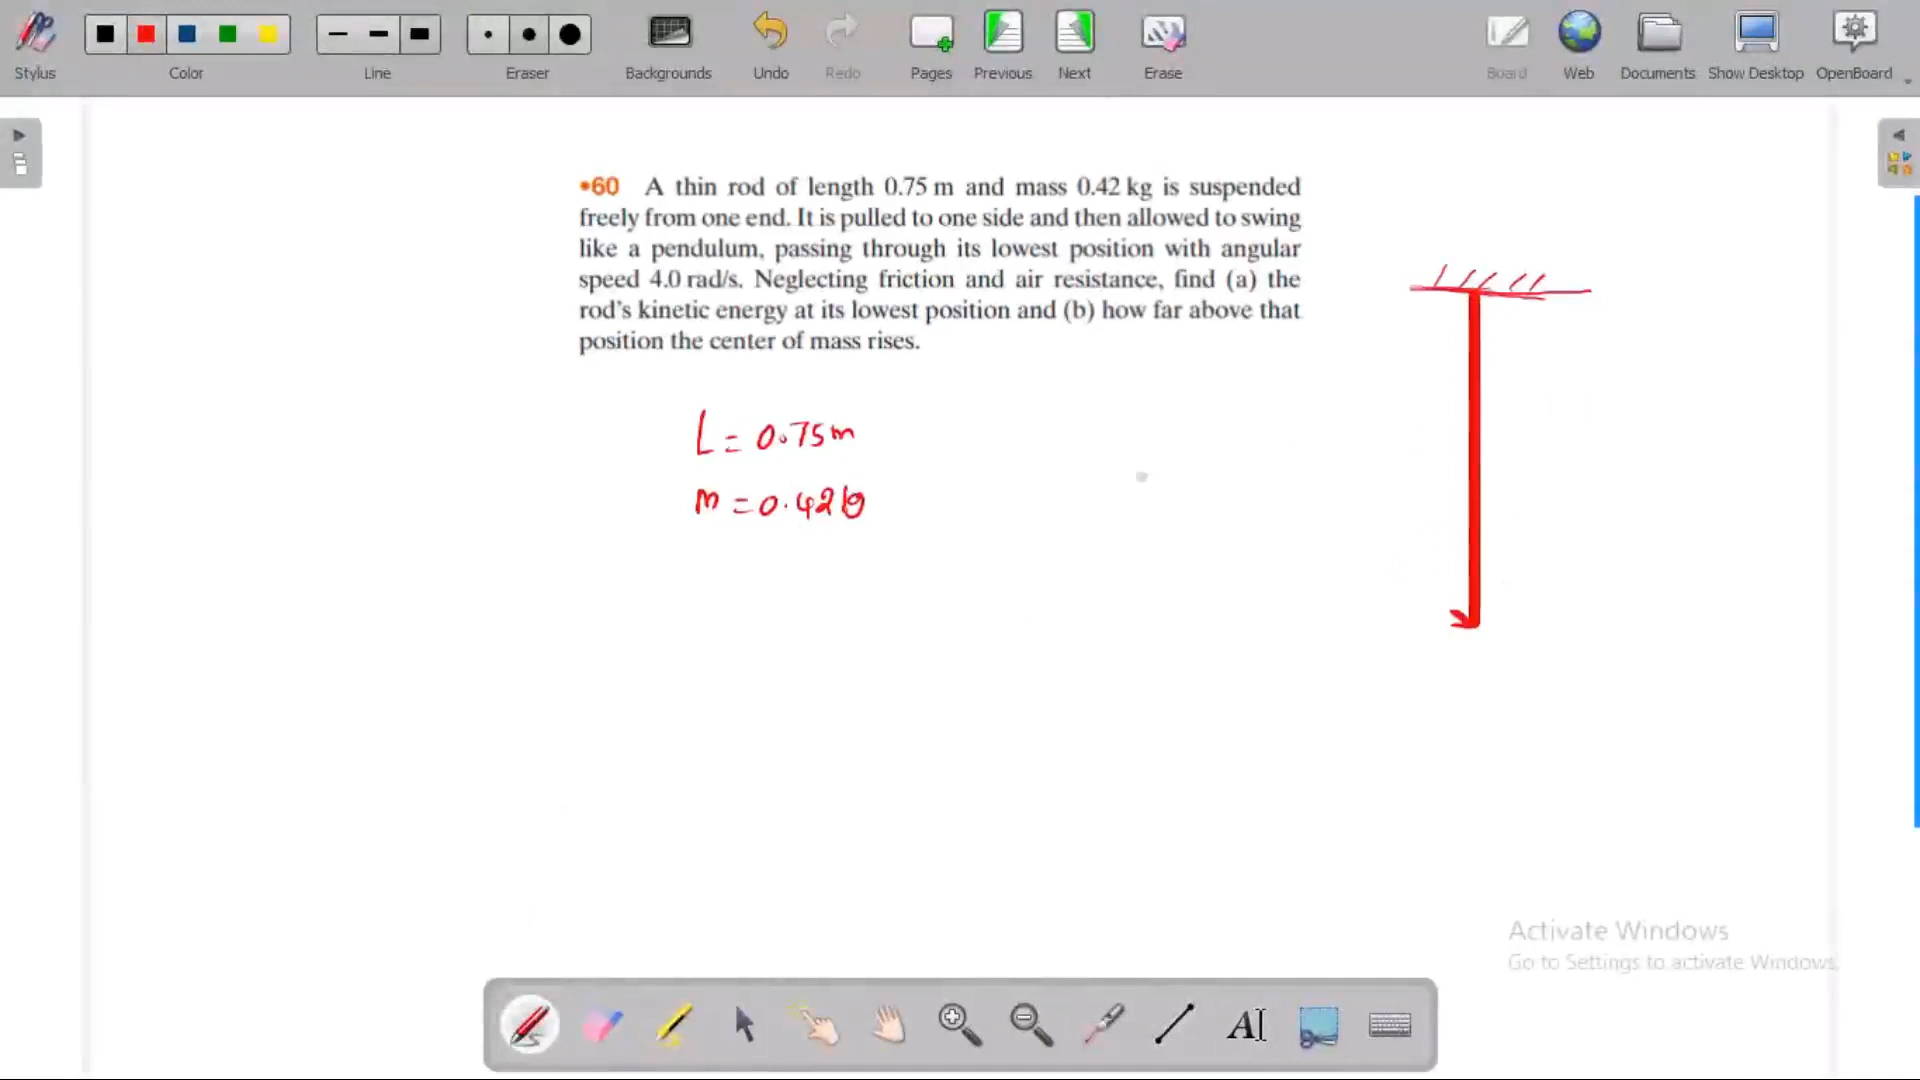 Stylus
Color
Line
Eraser
Backgrounds
Undo
Redo
Pages
Previous
Next
Erase
Board
Web
Documents
Show Desktop
OpenBoard
•60 A thin rod of length 0.75 m and mass 0.42 kg is suspended
freely from one end. It is pulled to one side and then allowed to swing
like a pendulum, passing through its lowest position with angular
speed 4.0 rad/s. Neglecting friction and air resistance, find (a) the
rod's kinetic energy at its lowest position and (b) how far above that
position the center of mass rises.
L = 0.75m
m = 0.42kg
Activate Windows
Go to Settings to activate Windows.
AI